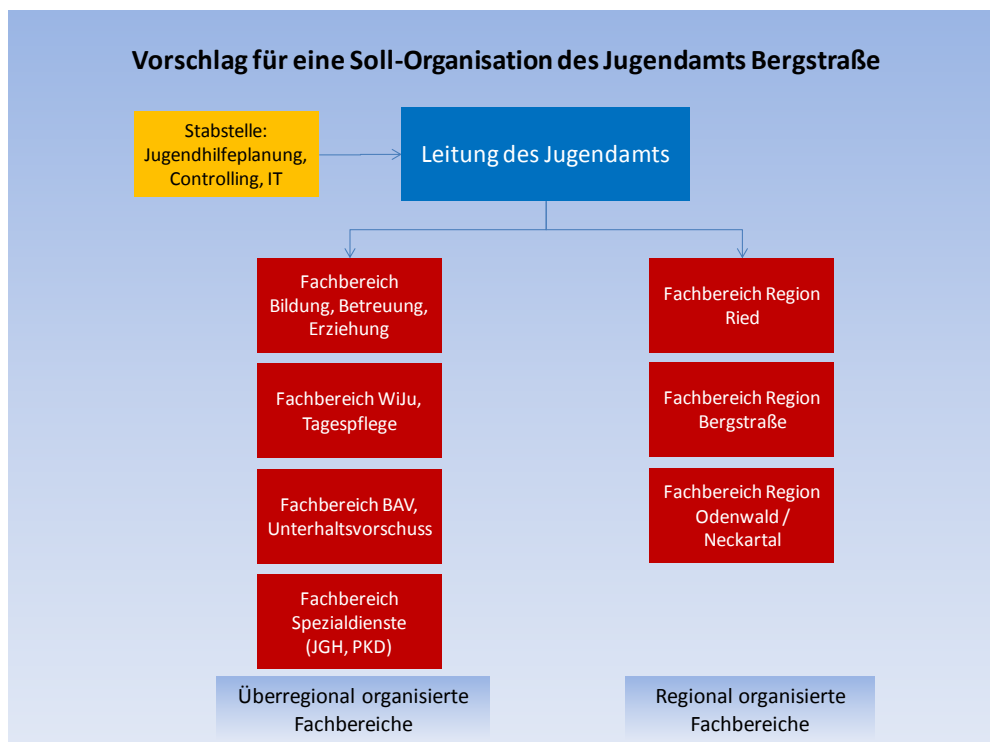 Vorschlag für eine Soll-Organisation des Jugendamts Bergstraße
Stabstelle:
Jugendhilfeplanung,
Controlling, IT
Leitung des Jugendamts
Fachbereich
Bildung, Betreuung,
Erziehung
Fachbereich WiJu,
Tagespflege
Fachbereich BAV,
Unterhaltsvorschuss
Fachbereich
Spezialdienste
(JGH, PKD)
Überregional organisierte
Fachbereiche
Fachbereich Region
Ried
Fachbereich Region
Bergstraße
Fachbereich Region
Odenwald /
Neckartal
Regional organisierte
Fachbereiche